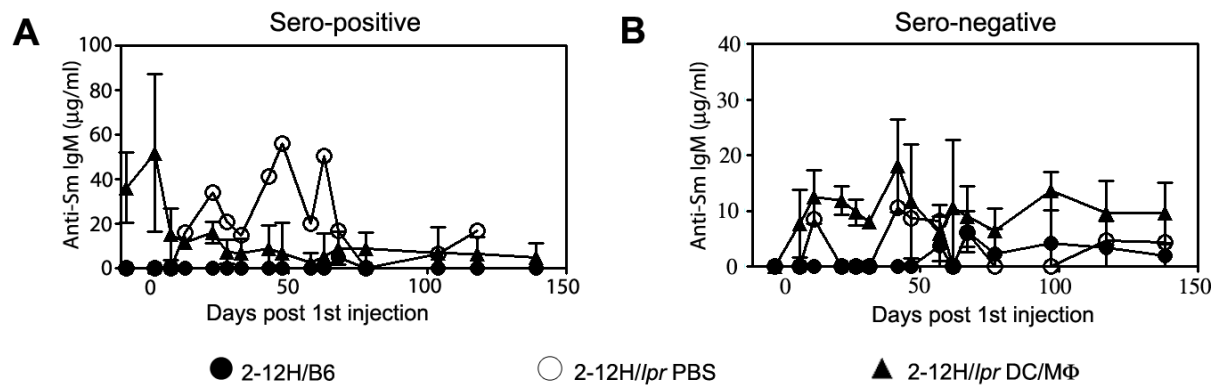 A
Sero-positive
Anti-Sm IgM (µg/ml)
100
80
60
40
20
0
0 50 100 150
Days post 1st injection
B
Sero-negative
Anti-Sm IgM (µg/ml)
40
30
20
10
0
0 50 100 150
Days post 1st injection
2-12H/B6
2-12H/lpr PBS
2-12H/lpr DC/MΦ